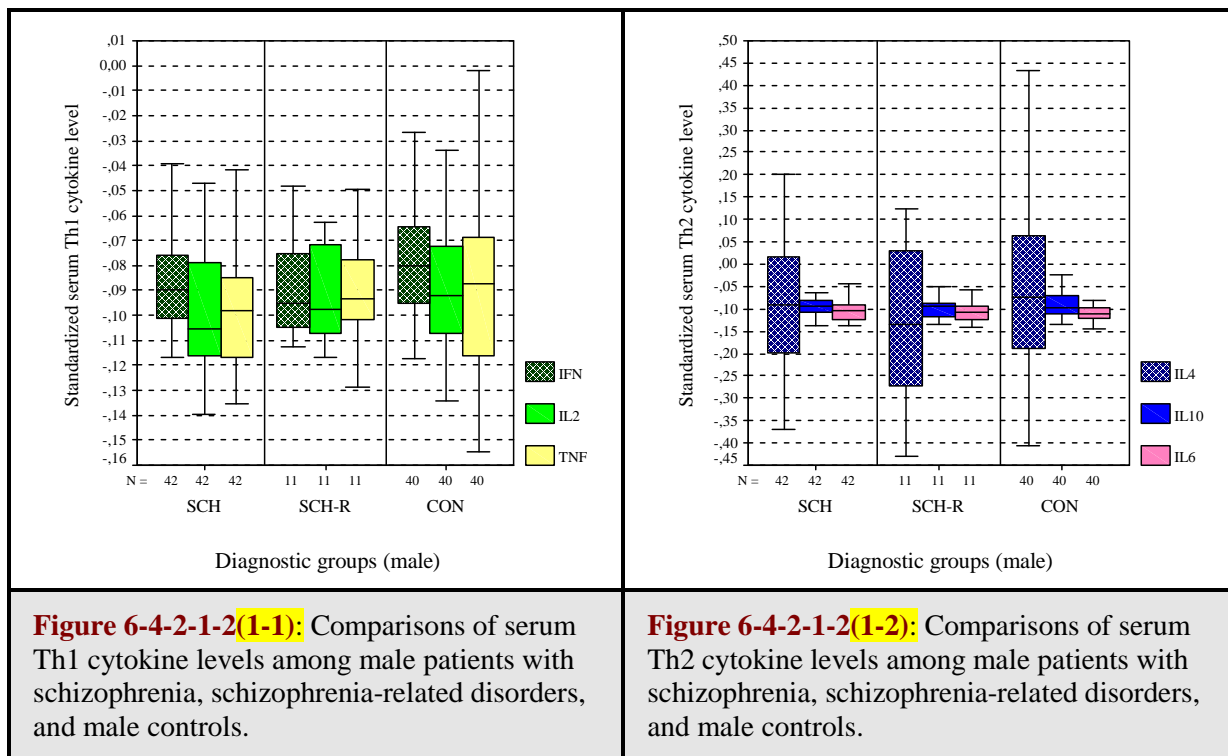 ,01
0,00
-,01
-,02
-,03
-,04
-,05
-,06
-,07
-,08
-,09
-,10
-,11
-,12
-,13
-,14
-,15
-,16
Standardized serum Th1 cytokine level
IFN
IL2
TNF
N = 42 42 42 11 11 11 40 40 40
SCH SCH-R CON
Diagnostic groups (male)
Figure 6-4-2-1-2(1-1): Comparisons of serum
Th1 cytokine levels among male patients with
schizophrenia, schizophrenia-related disorders,
and male controls.
,50
,45
,40
,35
,30
,25
,20
,15
,10
,05
,00
-,05
-,10
-,15
-,20
-,25
-,30
-,35
-,40
-,45
Standardized serum Th2 cytokine level
IL4
IL10
IL6
N = 42 42 42 11 11 11 40 40 40
SCH SCH-R CON
Diagnostic groups (male)
Figure 6-4-2-1-2(1-2): Comparisons of serum
Th2 cytokine levels among male patients with
schizophrenia, schizophrenia-related disorders,
and male controls.